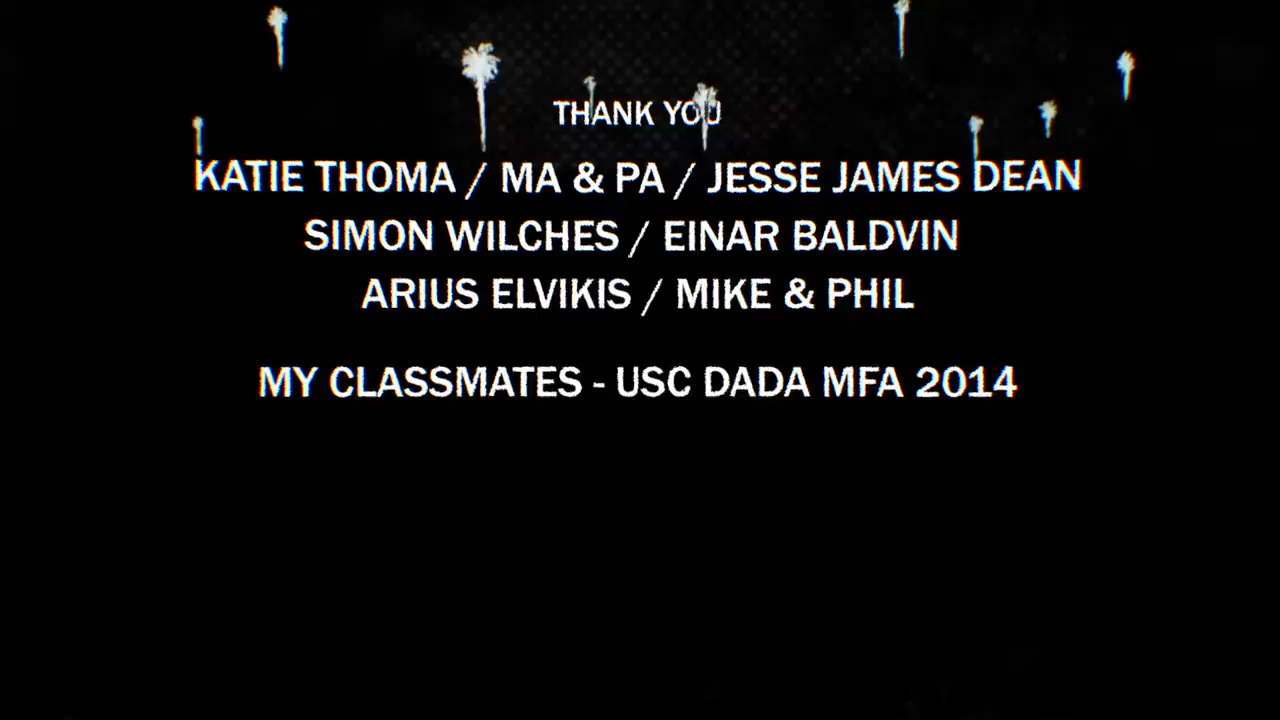 THANK YOU
KATIE THOMA / MA & PA / JESSE JAMES DEAN
SIMON WILCHES / EINAR BALDVIN
ARIUS ELVIKIS / MIKE & PHIL
MY CLASSMATES - USC DADA MFA 2014